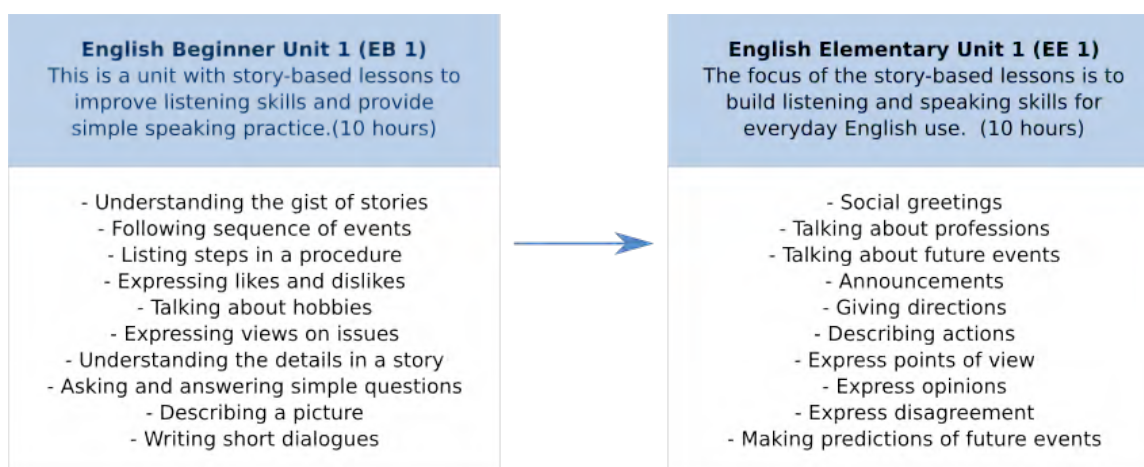 English Beginner Unit 1 (EB 1)
This is a unit with story-based lessons to
improve listening skills and provide
simple speaking practice.(10 hours)
- Understanding the gist of stories
- Following sequence of events
- Listing steps in a procedure
- Expressing likes and dislikes
- Talking about hobbies
- Expressing views on issues
- Understanding the details in a story
- Asking and answering simple questions
- Describing a picture
- Writing short dialogues
English Elementary Unit 1 (EE 1)
The focus of the story-based lessons is to
build listening and speaking skills for
everyday English use. (10 hours)
- Social greetings
- Talking about professions
- Talking about future events
- Announcements
- Giving directions
- Describing actions
- Express points of view
- Express opinions
- Express disagreement
- Making predictions of future events